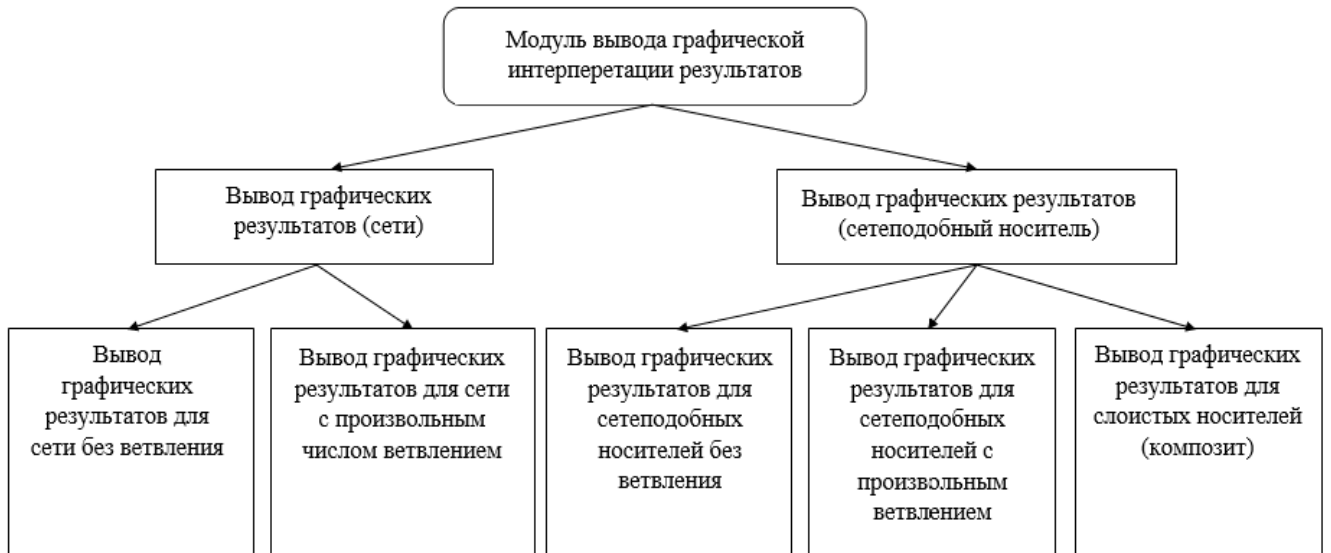 Модуль вывода графической
интерперетации результатов
Вывод графических
результатов (сети)
Вывод графических результатов
(сетеподобный носитель)
Вывод
графических
результатов для
сети без ветвления
Вывод графических
результатов для сети
с произвольным
числом ветвлением
Вывод графических
результатов для
сетеподобных
носителей без
ветвления
Вывод графических
результатов для
сетеподобных
носителей с
произвольным
ветвлением
Вывод графических
результатов для
слоистых носителей
(композит)